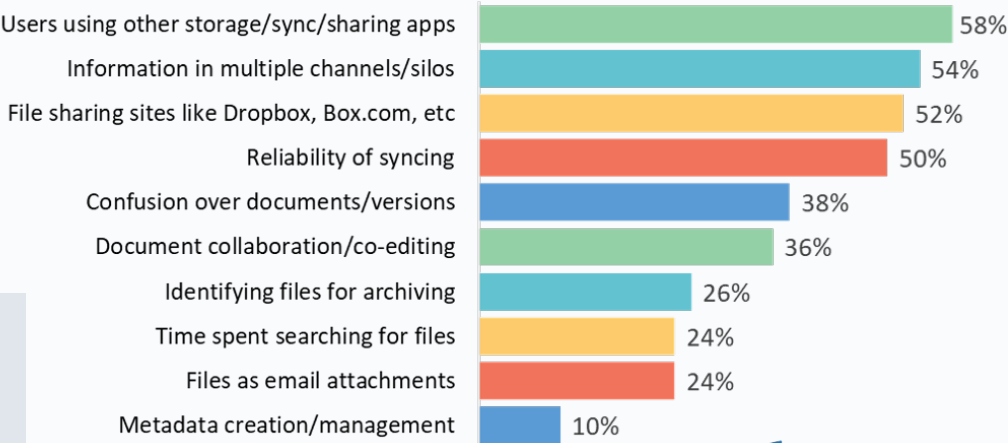 Users using other storage/sync/sharing apps 58%
Information in multiple channels/silos 54%
File sharing sites like Dropbox, Box.com, etc 52%
Reliability of syncing 50%
Confusion over documents/versions 38%
Document collaboration/co-editing 36%
Identifying files for archiving 26%
Time spent searching for files 24%
Files as email attachments 24%
Metadata creation/management 10%